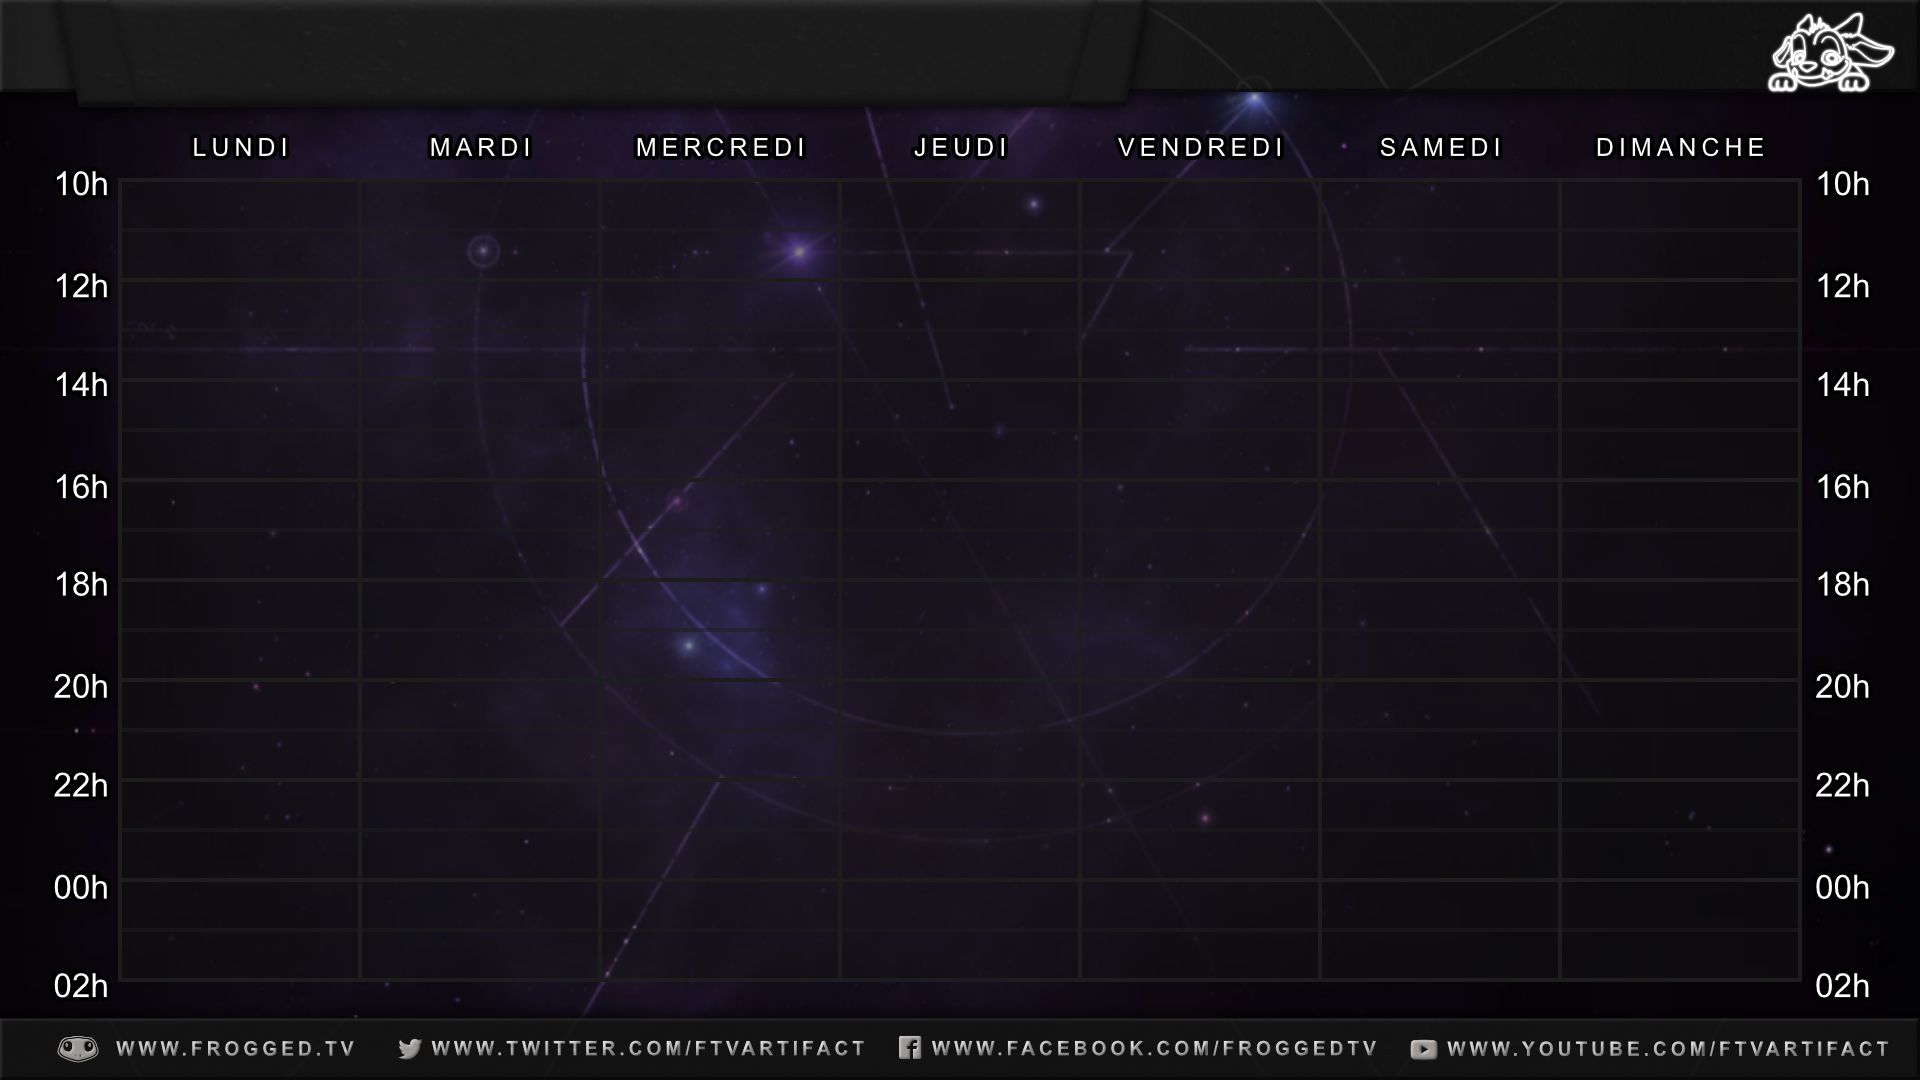 LUNDI MARDI MERCREDI JEUDI VENDREDI SAMEDI DIMANCHE
10h 10h
12h 12h
14h 14h
16h 16h
18h 18h
20h 20h
22h 22h
00h 00h
02h 02h
WWW.FROGGED.TV WWW.TWITTER.COM/FTVARTIFACT WWW.FACEBOOK.COM/FROGGEDTV WWW.YOUTUBE.COM/FTVARTIFACT